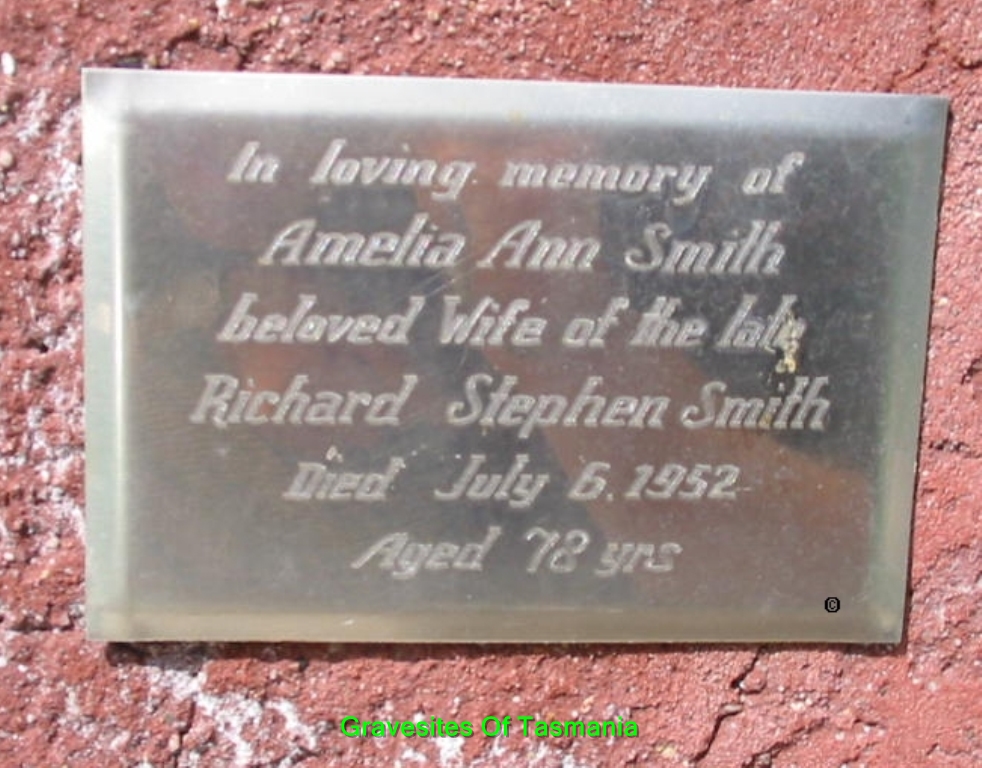 In loving memory of
Amelia Ann Smith
beloved Wife of the late
Richard Stephen Smith
Died July 6. 1952
Aged 78 yrs
©
Gravesites Of Tasmania